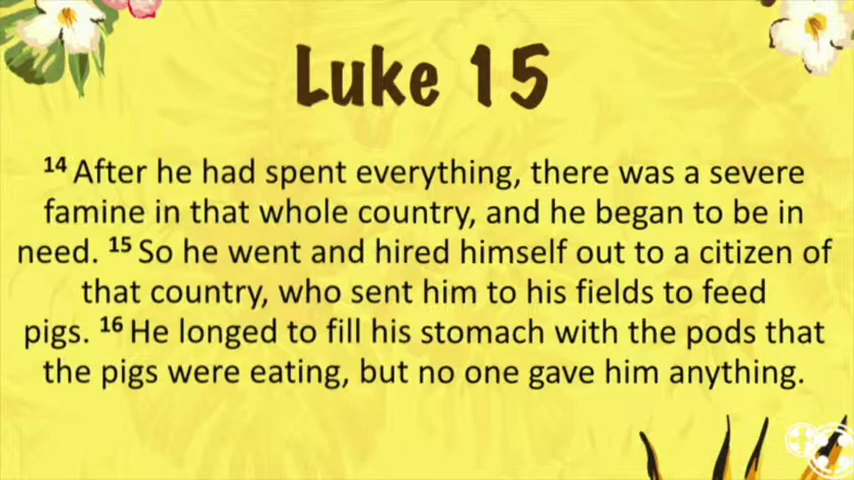 Luke 15
14 After he had spent everything, there was a severe
famine in that whole country, and he began to be in
need. 15 So he went and hired himself out to a citizen of
that country, who sent him to his fields to feed
pigs. 16 He longed to fill his stomach with the pods that
the pigs were eating, but no one gave him anything.